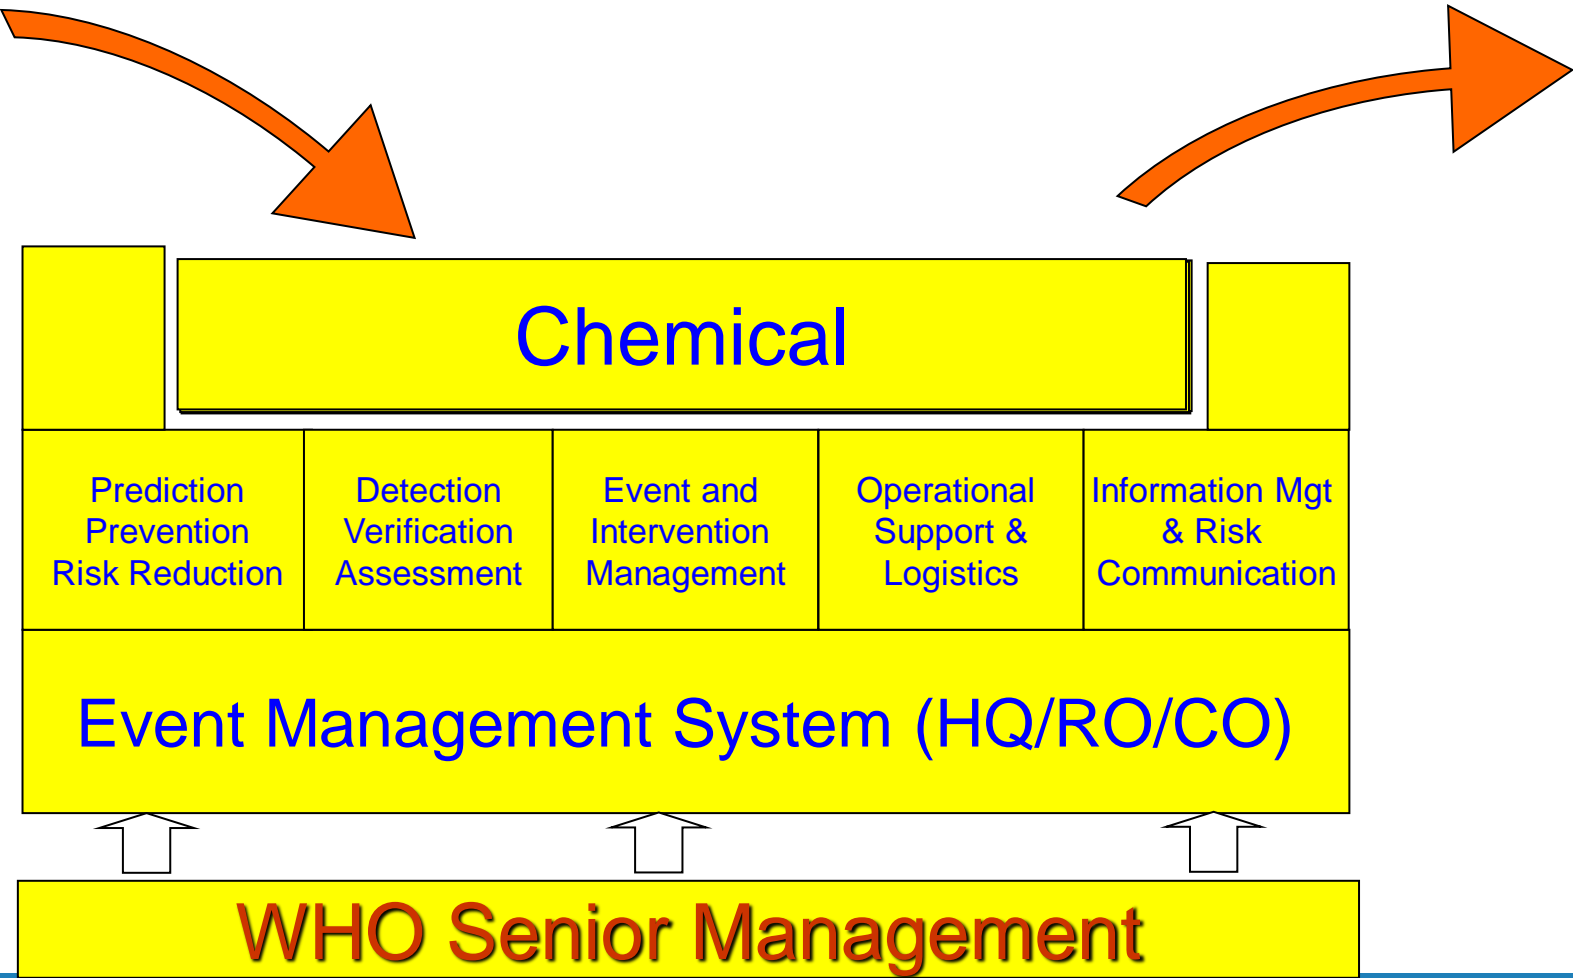 Chemical
Prediction
Prevention
Risk Reduction
Detection
Verification
Assessment
Event and
Intervention
Management
Operational
Support &
Logistics
Information Mgt
& Risk
Communication
Event Management System (HQ/RO/CO)
WHO Senior Management